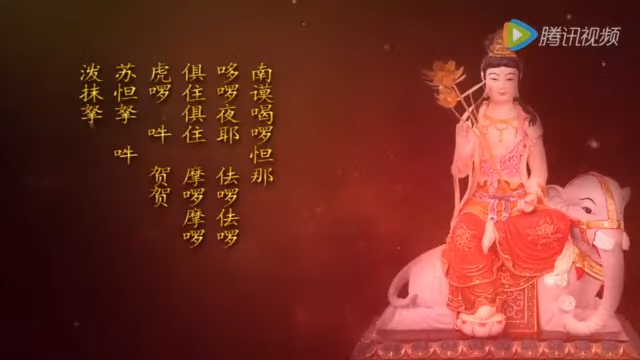 南谟喝啰怛那
哆啰夜耶 佉啰佉啰
俱住俱住 摩啰摩啰
虎啰 吽 贺贺
苏怛拏 吽
泼抹拏
腾讯视频